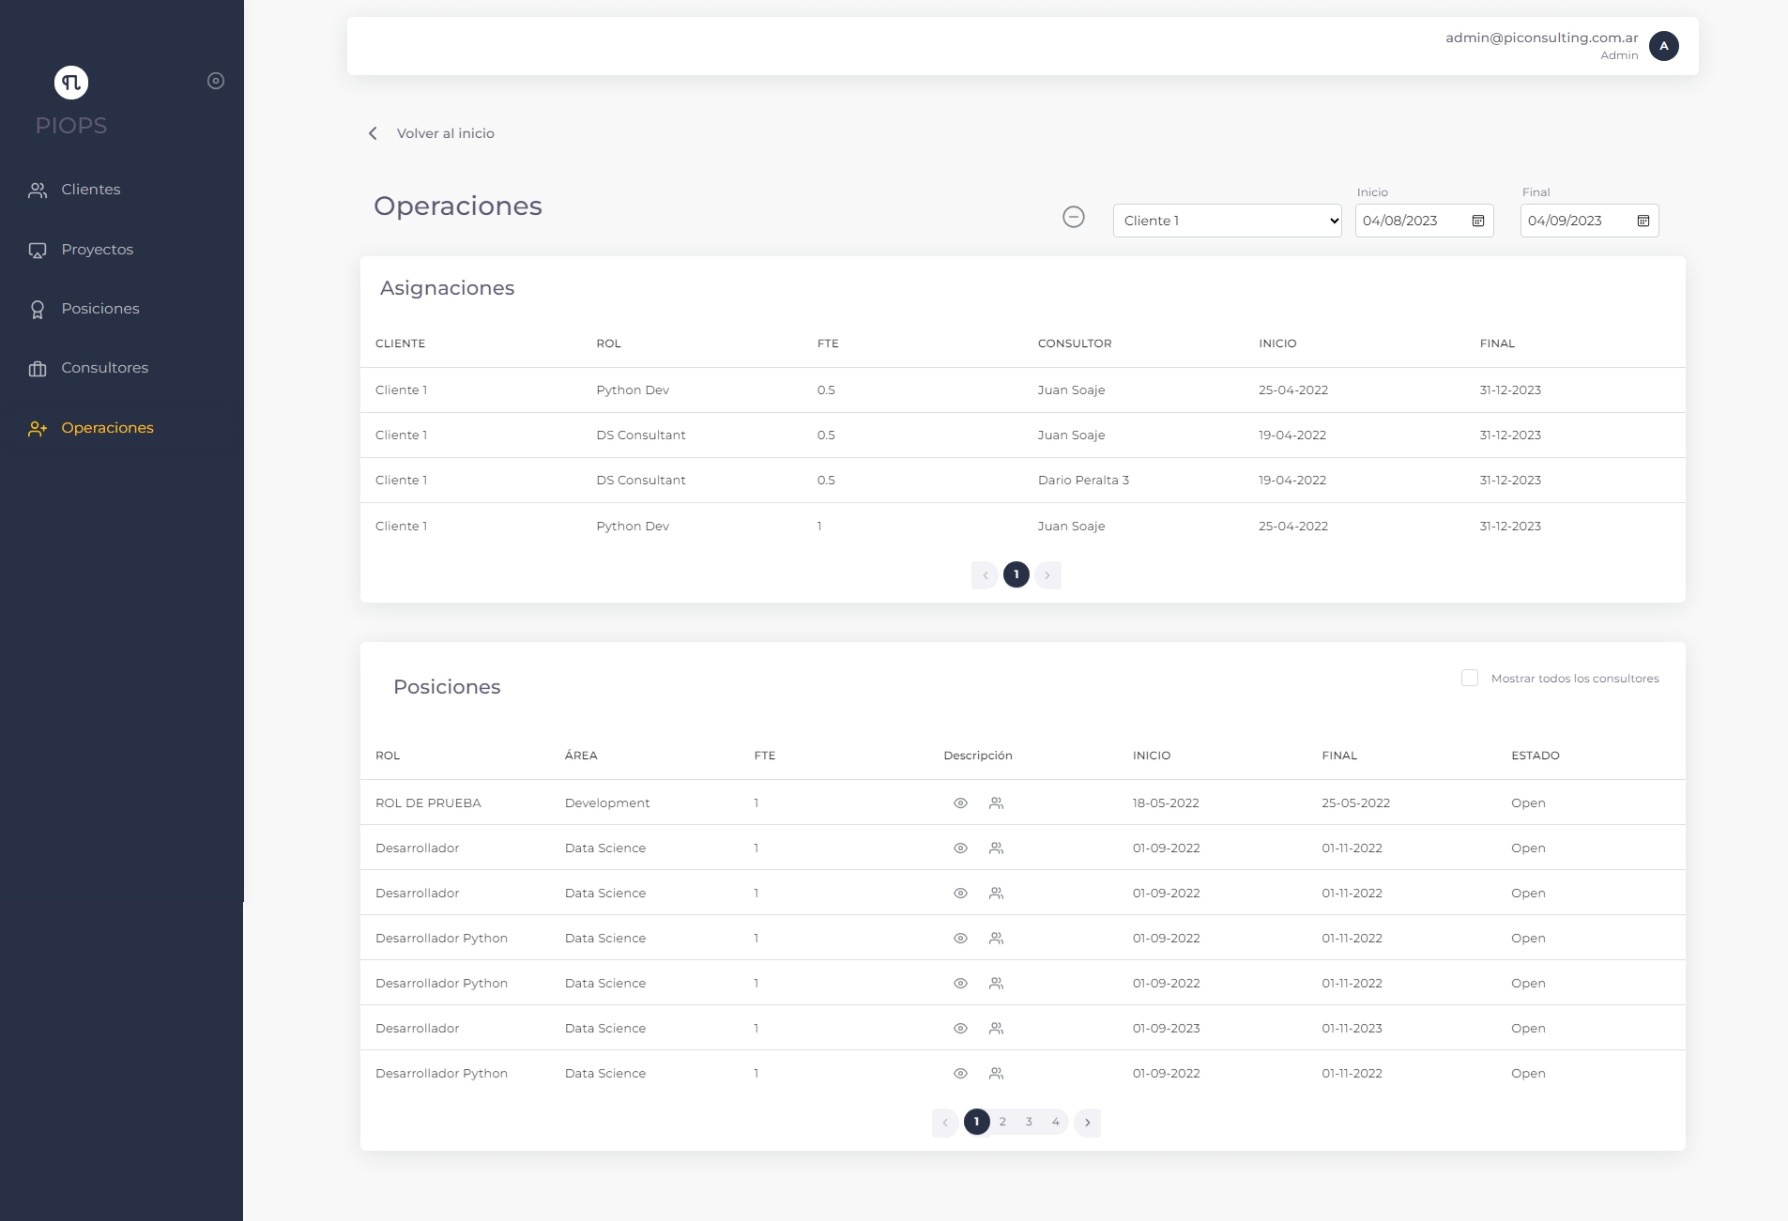 admin@piconsulting.com.ar
Admin
A
PIOPS
Clientes
Proyectos
Posiciones
Consultores
Operaciones
Volver al inicio
Operaciones
Cliente 1
Inicio
04/08/2023
Final
04/09/2023
Asignaciones
CLIENTE ROL FTE CONSULTOR INICIO FINAL
Cliente 1 Python Dev 0.5 Juan Soaje 25-04-2022 31-12-2023
Cliente 1 DS Consultant 0.5 Juan Soaje 19-04-2022 31-12-2023
Cliente 1 DS Consultant 0.5 Dario Peralta 3 19-04-2022 31-12-2023
Cliente 1 Python Dev 1 Juan Soaje 25-04-2022 31-12-2023
1
Posiciones
Mostrar todos los consultores
ROL ÁREA FTE Descripción INICIO FINAL ESTADO
ROL DE PRUEBA Development 1 18-05-2022 25-05-2022 Open
Desarrollador Data Science 1 01-09-2022 01-11-2022 Open
Desarrollador Data Science 1 01-09-2022 01-11-2022 Open
Desarrollador Python Data Science 1 01-09-2022 01-11-2022 Open
Desarrollador Python Data Science 1 01-09-2022 01-11-2022 Open
Desarrollador Data Science 1 01-09-2023 01-11-2023 Open
Desarrollador Python Data Science 1 01-09-2022 01-11-2022 Open
1 2 3 4